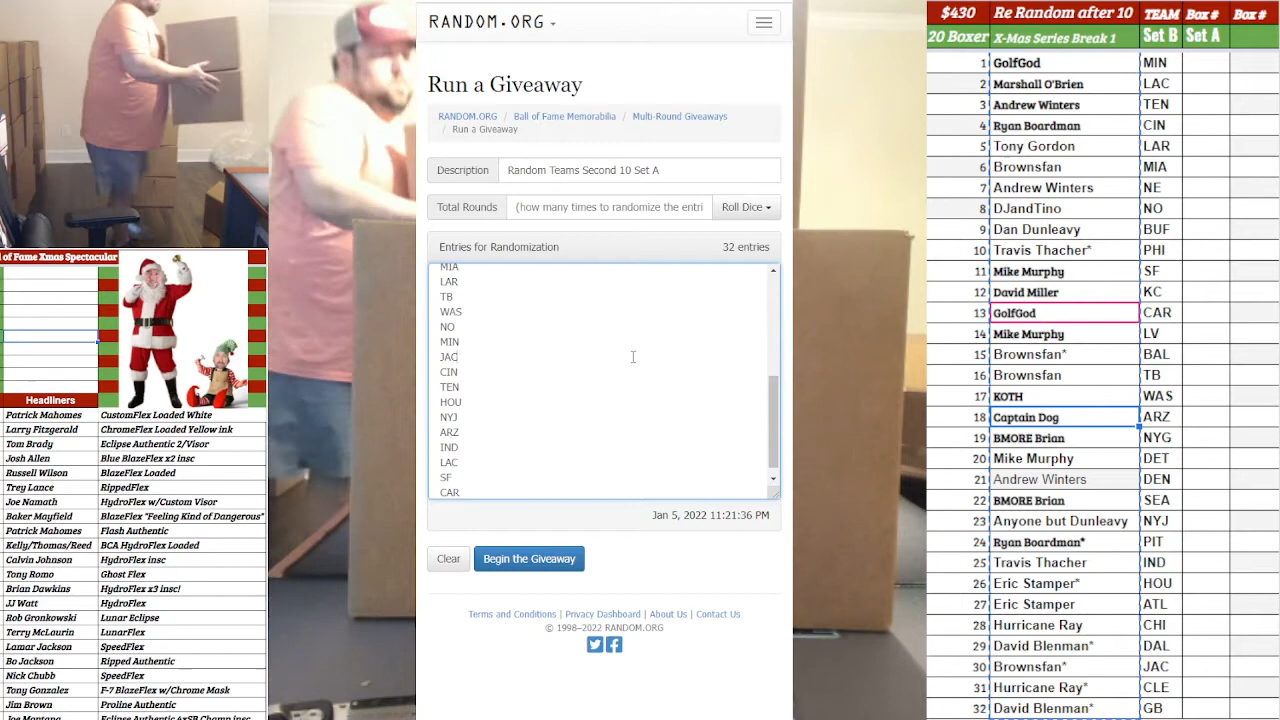 RANDOM.ORG
Run a Giveaway
RANDOM.ORG / Ball of Fame Memorabilia / Multi-Round Giveaways
/ Run a Giveaway
Description Random Teams Second 10 Set A
Total Rounds (how many times to randomize the entri Roll Dice
Entries for Randomization 32 entries
MIA
LAR
TB
WAS
NO
MIN
JAC
CIN
TEN
HOU
NYJ
ARZ
IND
LAC
SF
CAR
Jan 5, 2022 11:21:36 PM
Clear Begin the Giveaway
Terms and Conditions | Privacy Dashboard | About Us | Contact Us
© 1998–2022 RANDOM.ORG
of Fame Xmas Spectacular
Headliners
Patrick Mahomes CustomFlex Loaded White
Larry Fitzgerald ChromeFlex Loaded Yellow ink
Tom Brady Eclipse Authentic 2/Visor
Josh Allen Blue BlazeFlex x2 insc
Russell Wilson BlazeFlex Loaded
Trey Lance RippedFlex
Joe Namath HydroFlex w/Custom Visor
Baker Mayfield BlazeFlex "Feeling Kind of Dangerous"
Patrick Mahomes Flash Authentic
Kelly/Thomas/Reed BCA HydroFlex Loaded
Calvin Johnson HydroFlex insc
Tony Romo Ghost Flex
Brian Dawkins HydroFlex x3 insc!
JJ Watt HydroFlex
Rob Gronkowski Lunar Eclipse
Terry McLaurin LunarFlex
Lamar Jackson SpeedFlex
Bo Jackson Ripped Authentic
Nick Chubb SpeedFlex
Tony Gonzalez F-7 BlazeFlex w/Chrome Mask
Jim Brown Proline Authentic
Joe Montana Eclipse Authentic 4xSB Champ insc
$430 Re Random after 10 TEAM Box # Box #
20 Boxer X-Mas Series Break 1 Set B Set A
1 GolfGod MIN
2 Marshall O'Brien LAC
3 Andrew Winters TEN
4 Ryan Boardman CIN
5 Tony Gordon LAR
6 Brownsfan MIA
7 Andrew Winters NE
8 DJandTino NO
9 Dan Dunleavy BUF
10 Travis Thacher* PHI
11 Mike Murphy SF
12 David Miller KC
13 GolfGod CAR
14 Mike Murphy LV
15 Brownsfan* BAL
16 Brownsfan TB
17 KOTH WAS
18 Captain Dog ARZ
19 BMORE Brian NYG
20 Mike Murphy DET
21 Andrew Winters DEN
22 BMORE Brian SEA
23 Anyone but Dunleavy NYJ
24 Ryan Boardman* PIT
25 Travis Thacher IND
26 Eric Stamper* HOU
27 Eric Stamper ATL
28 Hurricane Ray CHI
29 David Blenman* DAL
30 Brownsfan* JAC
31 Hurricane Ray* CLE
32 David Blenman* GB